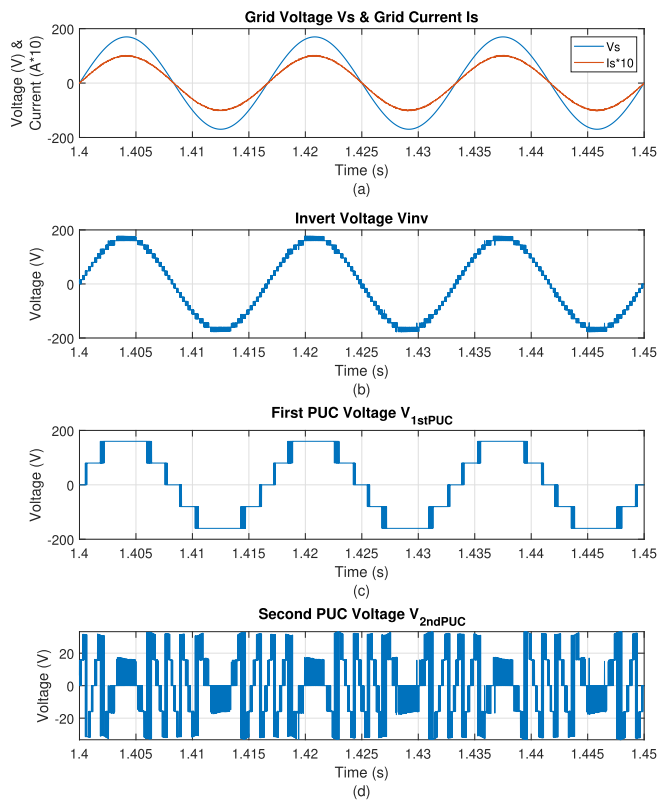 Grid Voltage Vs & Grid Current Is
Voltage (V) &
Current (A*10)
200
0
-200
Vs
Is*10
1.4 1.405 1.41 1.415 1.42 1.425 1.43 1.435 1.44 1.445 1.45
Time (s)
(a)
Invert Voltage Vinv
Voltage (V)
200
0
-200
1.4 1.405 1.41 1.415 1.42 1.425 1.43 1.435 1.44 1.445 1.45
Time (s)
(b)
First PUC Voltage V1stPUC
Voltage (V)
200
0
-200
1.4 1.405 1.41 1.415 1.42 1.425 1.43 1.435 1.44 1.445 1.45
Time (s)
(c)
Second PUC Voltage V2ndPUC
Voltage (V)
20
0
-20
1.4 1.405 1.41 1.415 1.42 1.425 1.43 1.435 1.44 1.445 1.45
Time (s)
(d)